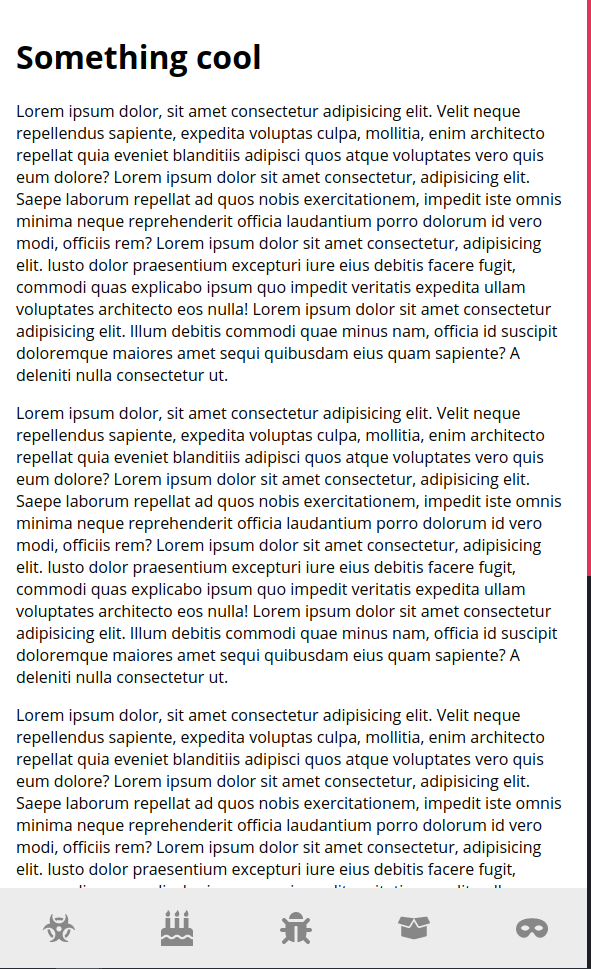 Something cool
Lorem ipsum dolor, sit amet consectetur adipisicing elit. Velit neque
repellendus sapiente, expedita voluptas culpa, mollitia, enim architecto
repellat quia eveniet blanditiis adipisci quos atque voluptates vero quis
eum dolore? Lorem ipsum dolor sit amet consectetur, adipisicing elit.
Saepe laborum repellat ad quos nobis exercitationem, impedit iste omnis
minima neque reprehenderit officia laudantium porro dolorum id vero
modi, officiis rem? Lorem ipsum dolor sit amet consectetur, adipisicing
elit. Iusto dolor praesentium excepturi iure eius debitis facere fugit,
commodi quas explicabo ipsum quo impedit veritatis expedita ullam
voluptates architecto eos nulla! Lorem ipsum dolor sit amet consectetur
adipisicing elit. Illum debitis commodi quae minus nam, officia id suscipit
doloremque maiores amet sequi quibusdam eius quam sapiente? A
deleniti nulla consectetur ut.
Lorem ipsum dolor, sit amet consectetur adipisicing elit. Velit neque
repellendus sapiente, expedita voluptas culpa, mollitia, enim architecto
repellat quia eveniet blanditiis adipisci quos atque voluptates vero quis
eum dolore? Lorem ipsum dolor sit amet consectetur, adipisicing elit.
Saepe laborum repellat ad quos nobis exercitationem, impedit iste omnis
minima neque reprehenderit officia laudantium porro dolorum id vero
modi, officiis rem? Lorem ipsum dolor sit amet consectetur, adipisicing
elit. Iusto dolor praesentium excepturi iure eius debitis facere fugit,
commodi quas explicabo ipsum quo impedit veritatis expedita ullam
voluptates architecto eos nulla! Lorem ipsum dolor sit amet consectetur
adipisicing elit. Illum debitis commodi quae minus nam, officia id suscipit
doloremque maiores amet sequi quibusdam eius quam sapiente? A
deleniti nulla consectetur ut.
Lorem ipsum dolor, sit amet consectetur adipisicing elit. Velit neque
repellendus sapiente, expedita voluptas culpa, mollitia, enim architecto
repellat quia eveniet blanditiis adipisci quos atque voluptates vero quis
eum dolore? Lorem ipsum dolor sit amet consectetur, adipisicing elit.
Saepe laborum repellat ad quos nobis exercitationem, impedit iste omnis
minima neque reprehenderit officia laudantium porro dolorum id vero
modi, officiis rem? Lorem ipsum dolor sit amet consectetur, adipisicing
elit. Iusto dolor praesentium excepturi iure eius debitis facere fugit,